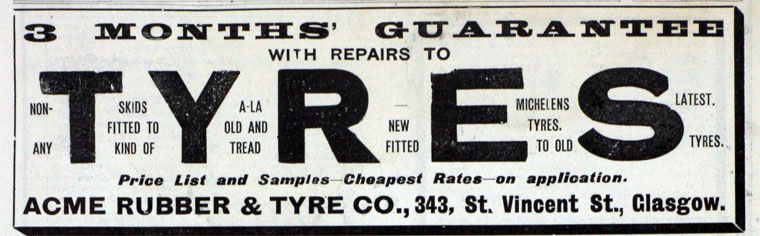 3 MONTHS' GUARANTEE
WITH REPAIRS TO
TYRES
NON- SKIDS A-LA — MICHELENS LATEST.
FITTED TO OLD AND NEW TYRES.
ANY KIND OF TREAD FITTED TO OLD TYRES.
Price List and Samples—Cheapest Rates—on application.
ACME RUBBER & TYRE CO., 343, St. Vincent St., Glasgow.